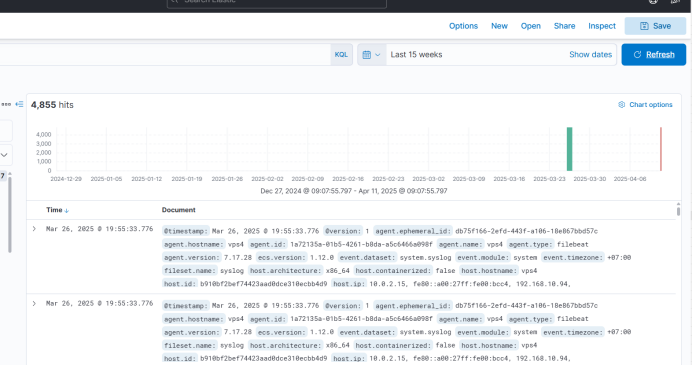 Search Elastic
Options New Open Share Inspect Save
KQL Last 15 weeks Show dates Refresh
4,855 hits Chart options
4,000
3,000
2,000
1,000
0
2024-12-29 2025-01-05 2025-01-12 2025-01-19 2025-01-26 2025-02-02 2025-02-09 2025-02-16 2025-02-23 2025-03-02 2025-03-09 2025-03-16 2025-03-23 2025-03-30 2025-04-06
Dec 27, 2024 @ 09:07:55.797 - Apr 11, 2025 @ 09:07:55.797
7
Time ↓ Document
Mar 26, 2025 @ 19:55:33.776 @timestamp: Mar 26, 2025 @ 19:55:33.776 @version: 1 agent.ephemeral_id: db75f166-2efd-443f-a106-18e867bbd57c
agent.hostname: vps4 agent.id: 1a72135a-01b5-4261-b8da-a5c6466a098f agent.name: vps4 agent.type: filebeat
agent.version: 7.17.28 ecs.version: 1.12.0 event.dataset: system.syslog event.module: system event.timezone: +07:00
fileset.name: syslog host.architecture: x86_64 host.containerized: false host.hostname: vps4
host.id: b910bf2bef74423aad0dce310ecbb4d9 host.ip: 10.0.2.15, fe80::a00:27ff:fe00:bcc4, 192.168.10.94,
Mar 26, 2025 @ 19:55:33.776 @timestamp: Mar 26, 2025 @ 19:55:33.776 @version: 1 agent.ephemeral_id: db75f166-2efd-443f-a106-18e867bbd57c
agent.hostname: vps4 agent.id: 1a72135a-01b5-4261-b8da-a5c6466a098f agent.name: vps4 agent.type: filebeat
agent.version: 7.17.28 ecs.version: 1.12.0 event.dataset: system.syslog event.module: system event.timezone: +07:00
fileset.name: syslog host.architecture: x86_64 host.containerized: false host.hostname: vps4
host.id: b910bf2bef74423aad0dce310ecbb4d9 host.ip: 10.0.2.15, fe80::a00:27ff:fe00:bcc4, 192.168.10.94,